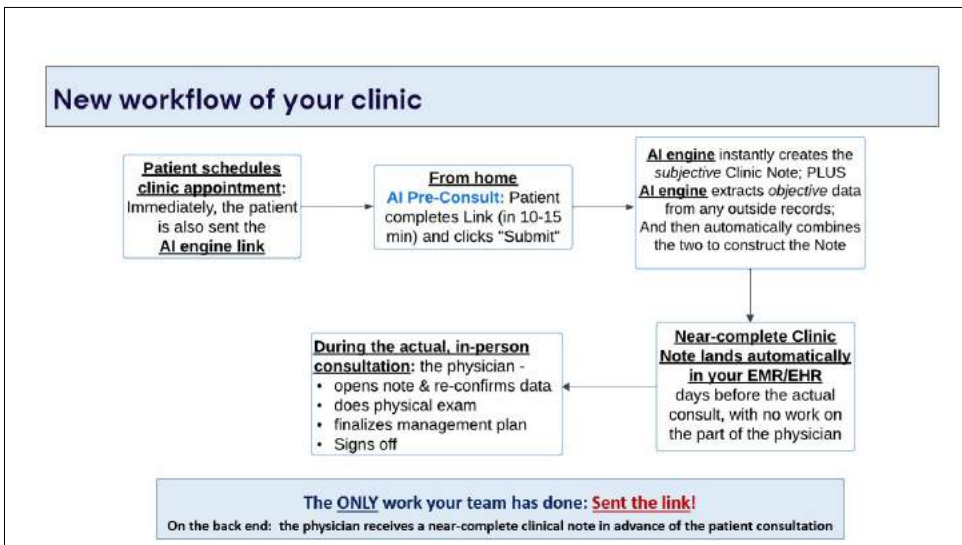 New workflow of your clinic
Patient schedules
clinic appointment:
Immediately, the patient
is also sent the
AI engine link
From home
AI Pre-Consult: Patient
completes Link (in 10-15
min) and clicks "Submit"
AI engine instantly creates the
subjective Clinic Note; PLUS
AI engine extracts objective data
from any outside records;
And then automatically combines
the two to construct the Note
Near-complete Clinic
Note lands automatically
in your EMR/EHR
days before the actual
consult, with no work on
the part of the physician
During the actual, in-person
consultation: the physician -
• opens note & re-confirms data
• does physical exam
• finalizes management plan
• Signs off
The ONLY work your team has done: Sent the link!
On the back end: the physician receives a near-complete clinical note in advance of the patient consultation